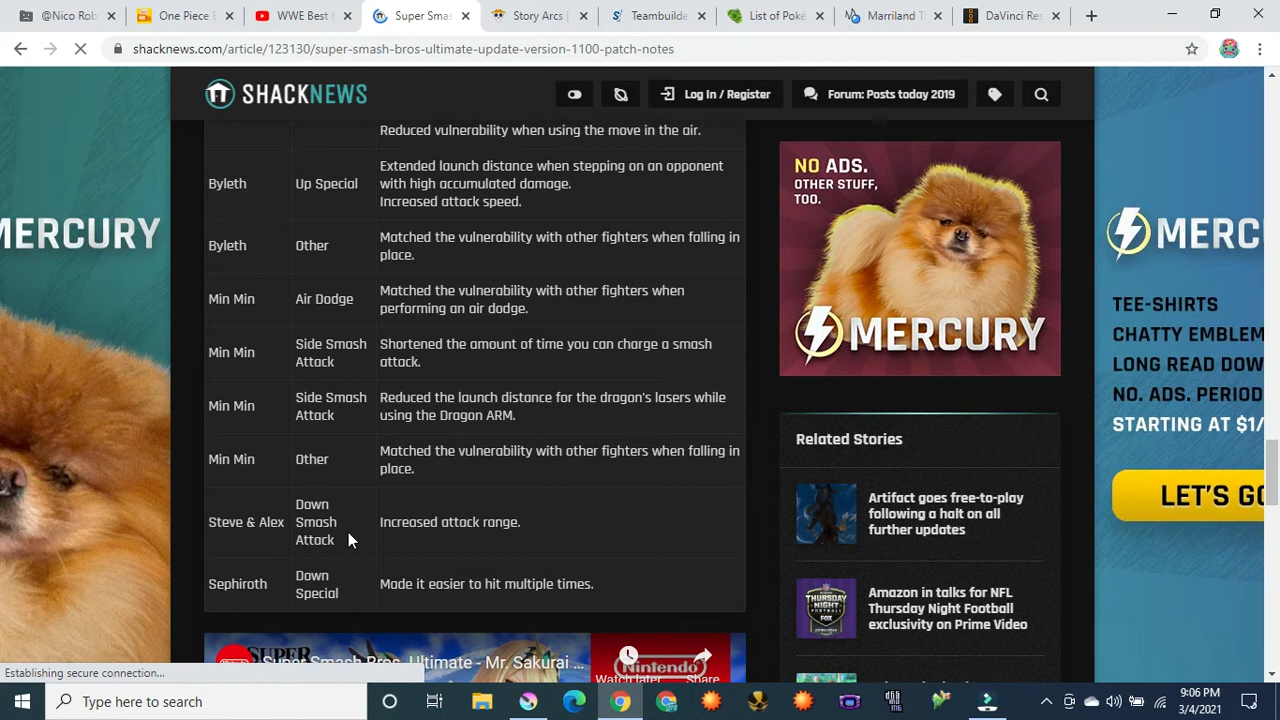 @Nico Rob
One Piece E
WWE Best M
Super Smas
Story Arcs |
Teambuilde
List of Poké
Marriland T
DaVinci Res
shacknews.com/article/123130/super-smash-bros-ultimate-update-version-1100-patch-notes
SHACKNEWS
Log In / Register
Forum: Posts today 2019
Reduced vulnerability when using the move in the air.
Byleth
Up Special
Extended launch distance when stepping on an opponent
with high accumulated damage.
Increased attack speed.
Byleth
Other
Matched the vulnerability with other fighters when falling in
place.
Min Min
Air Dodge
Matched the vulnerability with other fighters when
performing an air dodge.
Min Min
Side Smash
Attack
Shortened the amount of time you can charge a smash
attack.
Min Min
Side Smash
Attack
Reduced the launch distance for the dragon's lasers while
using the Dragon ARM.
Min Min
Other
Matched the vulnerability with other fighters when falling in
place.
Steve & Alex
Down
Smash
Attack
Increased attack range.
Sephiroth
Down
Special
Made it easier to hit multiple times.
SUPER
Super Smash Bros. Ultimate - Mr. Sakurai ...
Nintendo
Watch later
Share
MERCURY
NO ADS.
OTHER STUFF,
TOO.
MERCURY
Related Stories
Artifact goes free-to-play
following a halt on all
further updates
THURSDAY
NIGHT
FOOTBALL
FOX
Amazon in talks for NFL
Thursday Night Football
exclusivity on Prime Video
MERCU
TEE-SHIRTS
CHATTY EMBLEM
LONG READ DOW
NO. ADS. PERIOD
STARTING AT $1/
LET'S GO
Establishing secure connection...
Type here to search
9:06 PM
3/4/2021